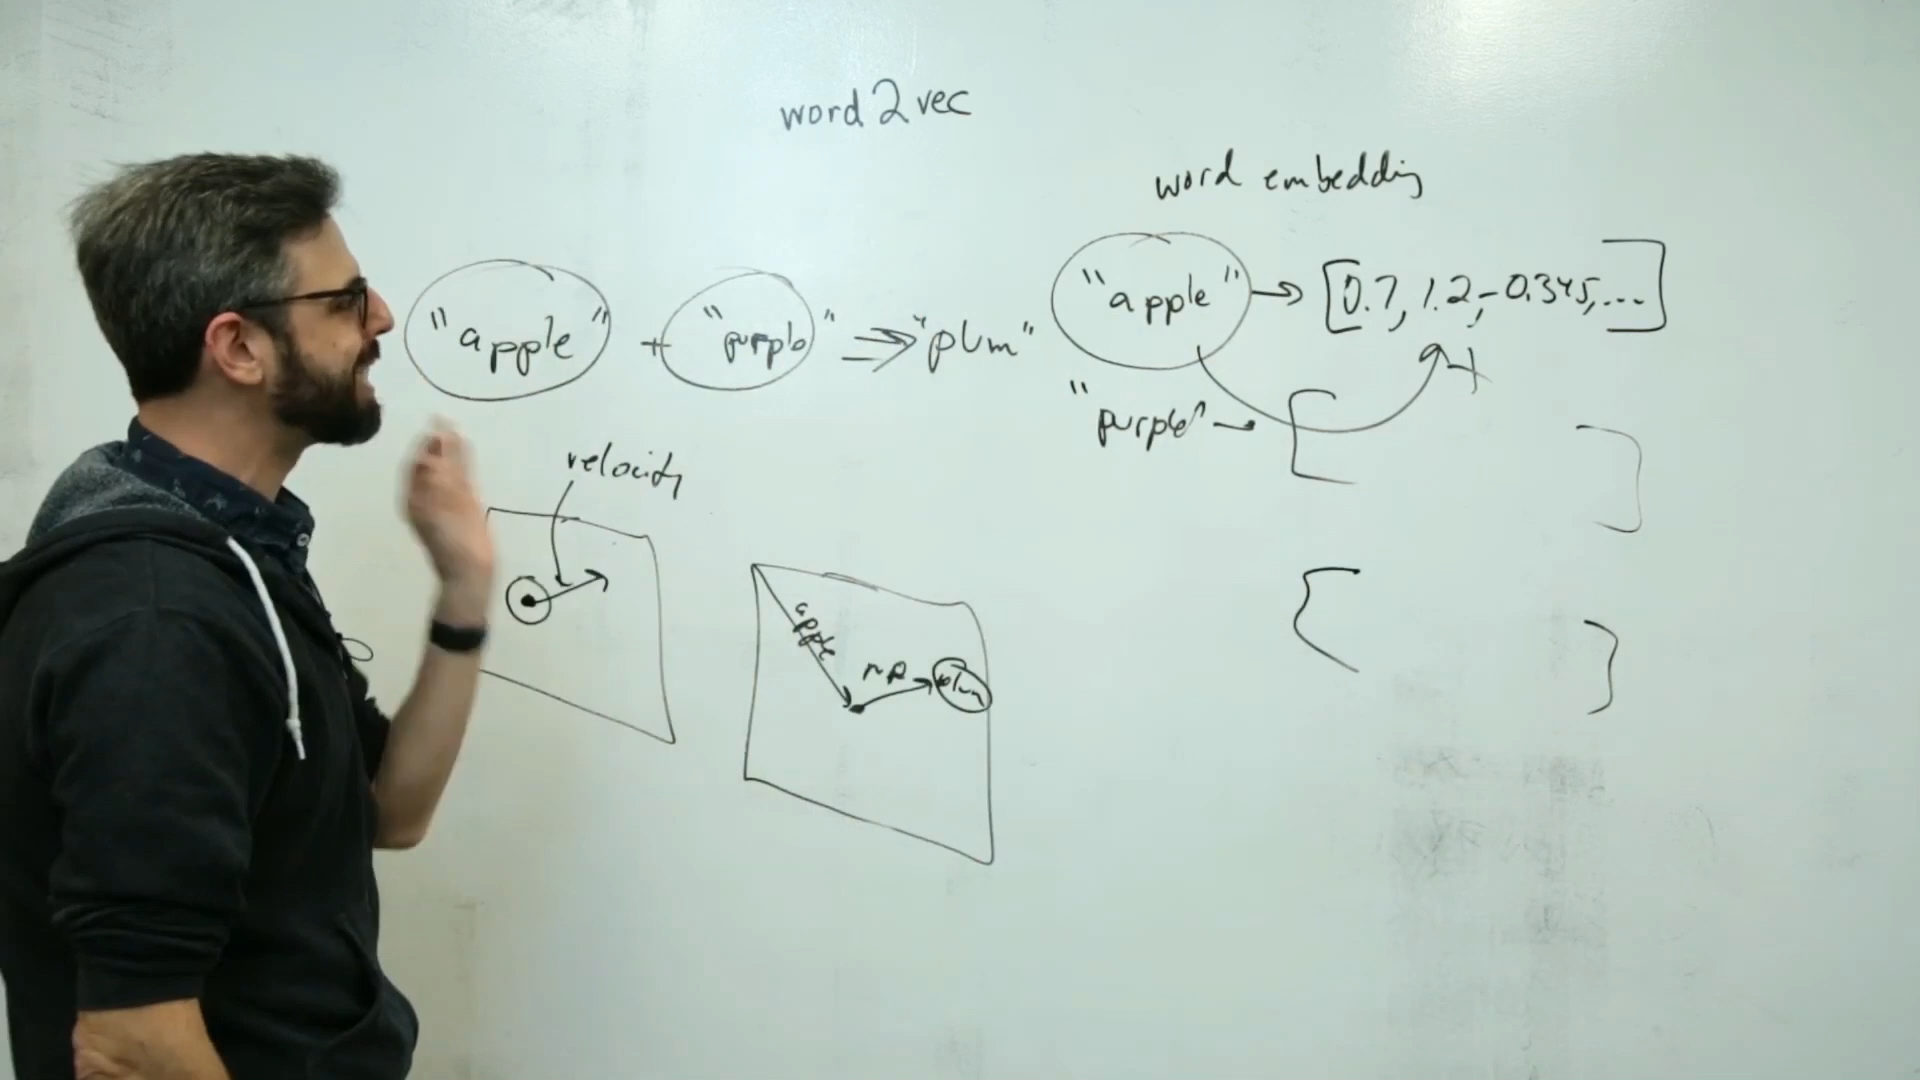 word2vec
word embedding
"apple" + "purple" ⇒ "plum"
"apple" → [0.7, 1.2, -0.345, ...]
+
"purple" → [ ]
[ ]
velocity
apple
plum